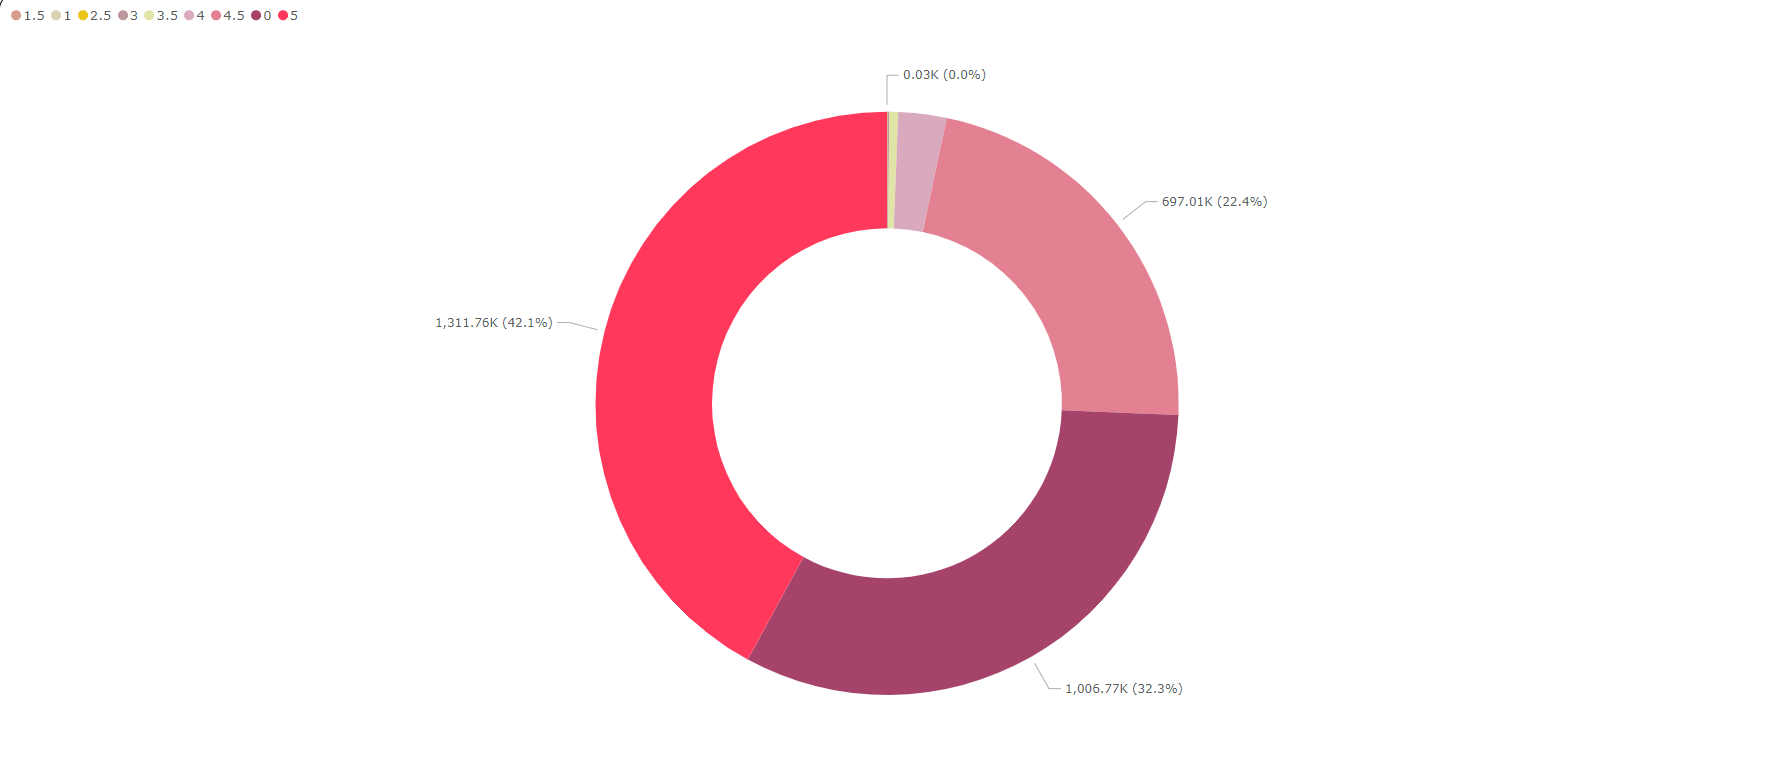 1.5 1 2.5 3 3.5 4 4.5 0 5
0.03K (0.0%)
697.01K (22.4%)
1,311.76K (42.1%)
1,006.77K (32.3%)